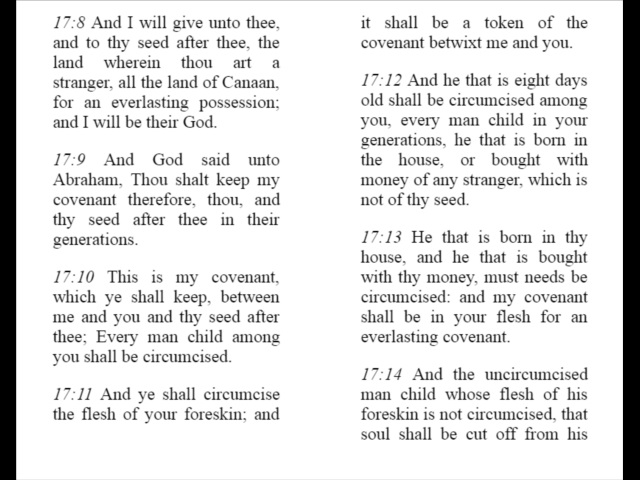 17:8 And I will give unto thee,
and to thy seed after thee, the
land wherein thou art a
stranger, all the land of Canaan,
for an everlasting possession;
and I will be their God.
17:9 And God said unto
Abraham, Thou shalt keep my
covenant therefore, thou, and
thy seed after thee in their
generations.
17:10 This is my covenant,
which ye shall keep, between
me and you and thy seed after
thee; Every man child among
you shall be circumcised.
17:11 And ye shall circumcise
the flesh of your foreskin; and
it shall be a token of the
covenant betwixt me and you.
17:12 And he that is eight days
old shall be circumcised among
you, every man child in your
generations, he that is born in
the house, or bought with
money of any stranger, which is
not of thy seed.
17:13 He that is born in thy
house, and he that is bought
with thy money, must needs be
circumcised: and my covenant
shall be in your flesh for an
everlasting covenant.
17:14 And the uncircumcised
man child whose flesh of his
foreskin is not circumcised, that
soul shall be cut off from his